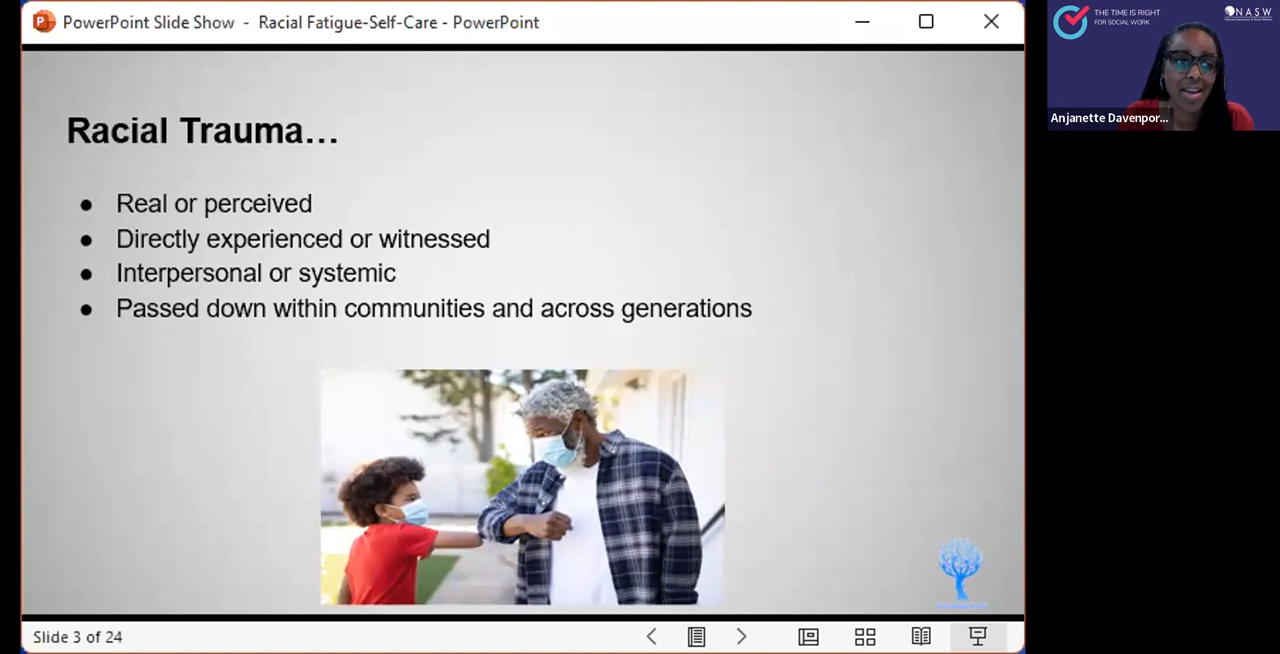 PowerPoint Slide Show - Racial Fatigue-Self-Care - PowerPoint
THE TIME IS RIGHT
FOR SOCIAL WORK
NASW
Anjanette Davenpor...
Racial Trauma...
Real or perceived
Directly experienced or witnessed
Interpersonal or systemic
Passed down within communities and across generations
Slide 3 of 24